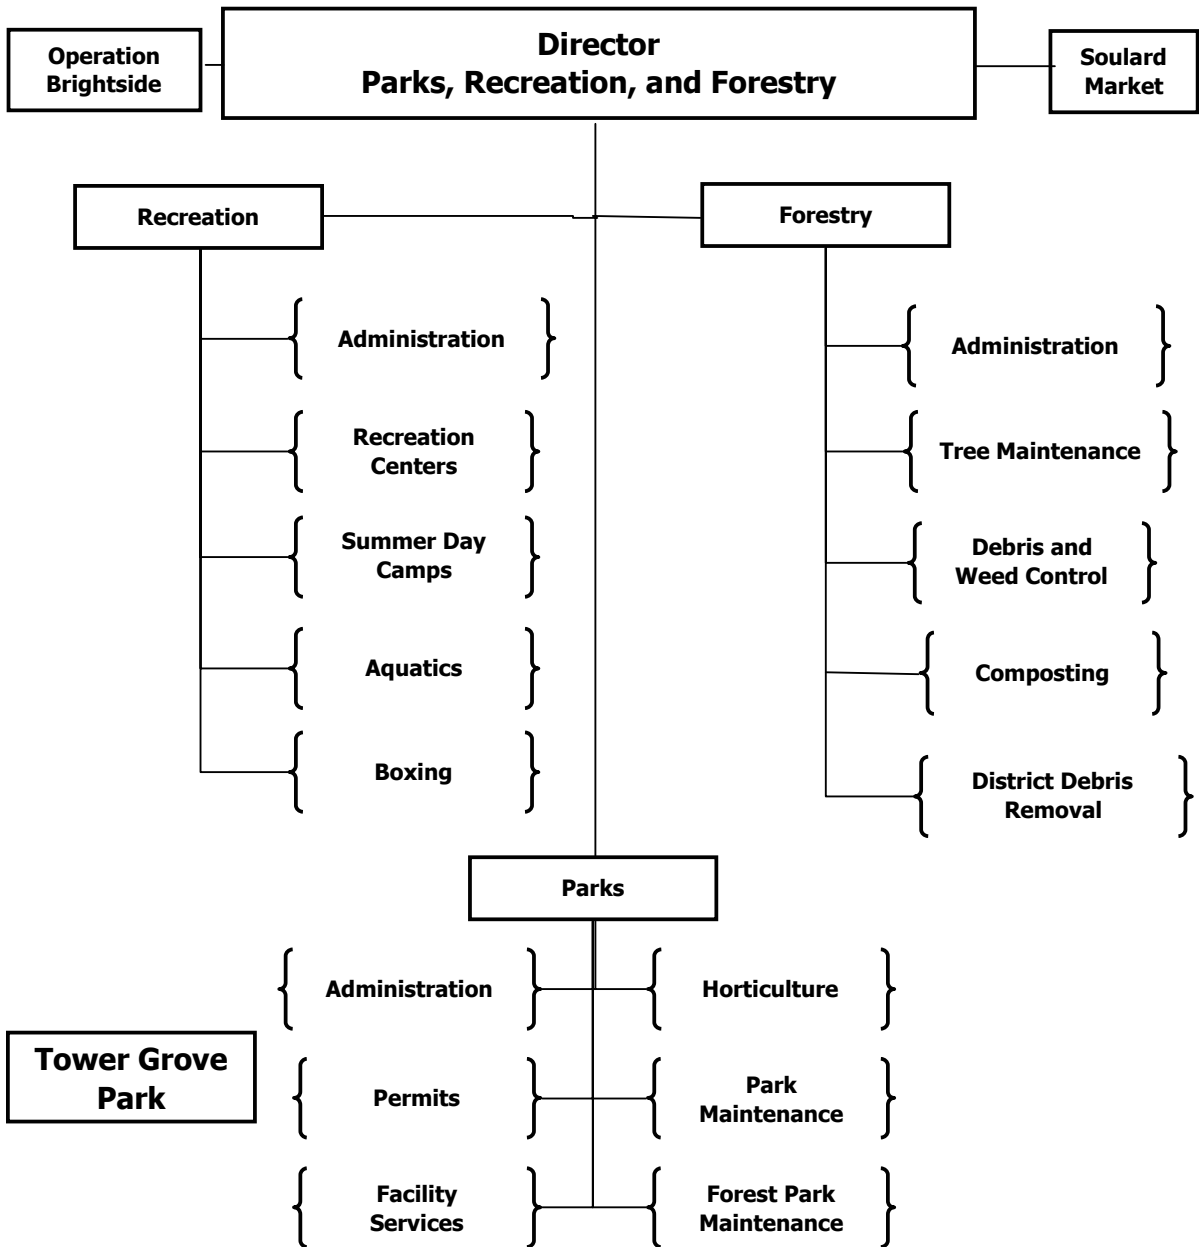 Operation
Brightside
Director
Parks, Recreation, and Forestry
Soulard
Market
Recreation
Forestry
Administration
Recreation
Centers
Summer Day
Camps
Aquatics
Boxing
Administration
Tree Maintenance
Debris and
Weed Control
Composting
District Debris
Removal
Parks
Administration
Horticulture
Tower Grove
Park
Permits
Park
Maintenance
Facility
Services
Forest Park
Maintenance